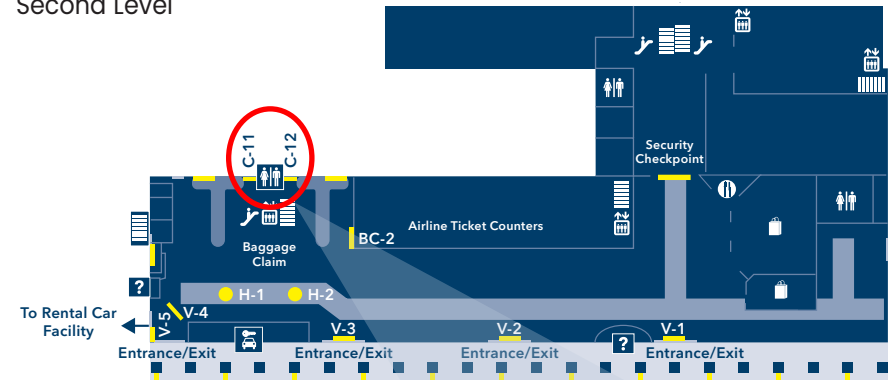 Second Level
C-11
C-12
Security
Checkpoint
Airline Ticket Counters
BC-2
Baggage
Claim
H-1
H-2
?
To Rental Car
Facility
V-5
V-4
V-3
V-2
?
V-1
Entrance/Exit
Entrance/Exit
Entrance/Exit
Entrance/Exit